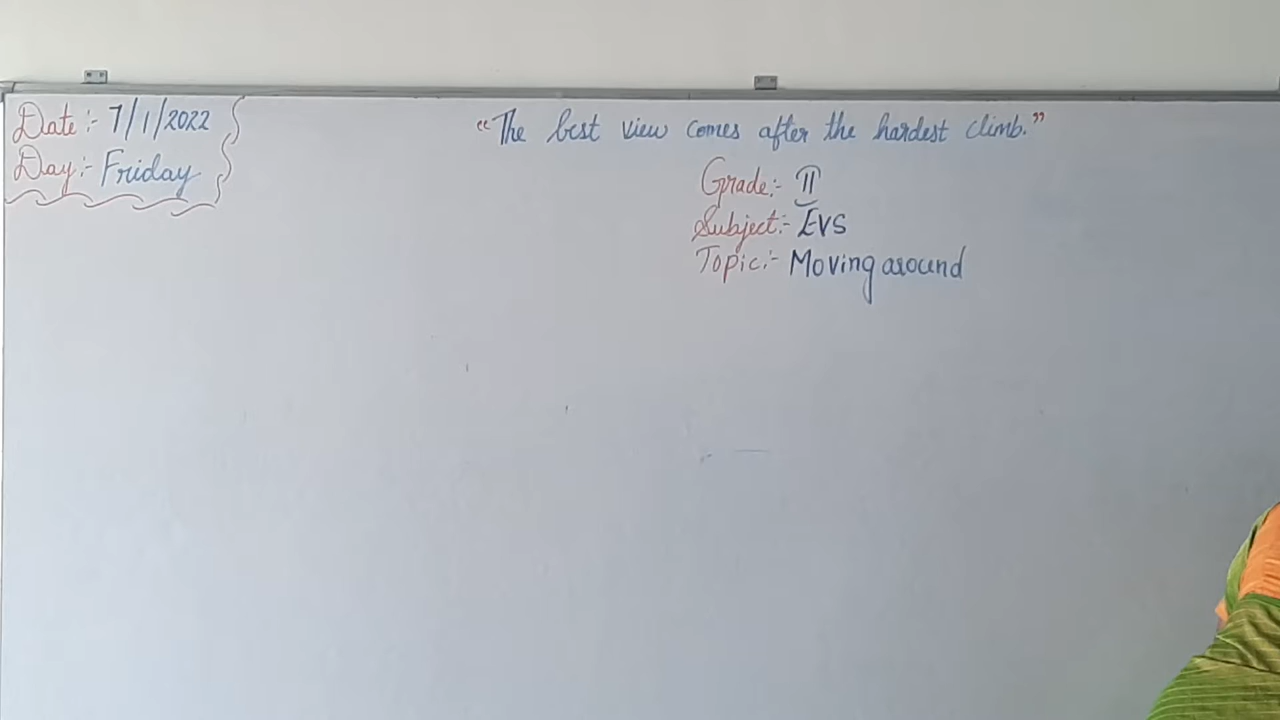 Date:- 7/1/2022
Day:- Friday
"The best view comes after the hardest climb."
Grade:- II
Subject:- EVS
Topic:- Moving around